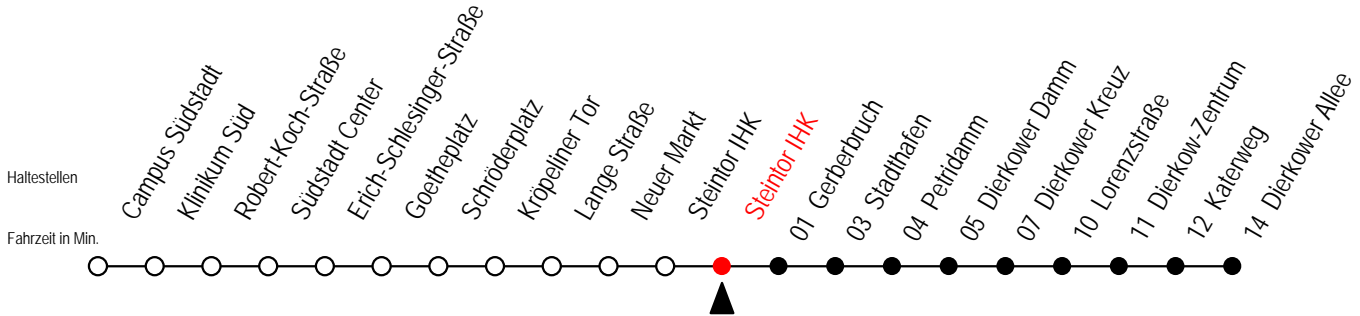 Haltestellen
Fahrzeit in Min.
Campus Südstadt
Klinikum Süd
Robert-Koch-Straße
Südstadt Center
Erich-Schlesinger-Straße
Goetheplatz
Schröderplatz
Kröpeliner Tor
Lange Straße
Neuer Markt
Steintor IHK
Steintor IHK
01 Gerberbruch
03 Stadthafen
04 Petridamm
05 Dierkower Damm
07 Dierkower Kreuz
10 Lorenzstraße
11 Dierkow-Zentrum
12 Katerweg
14 Dierkower Allee